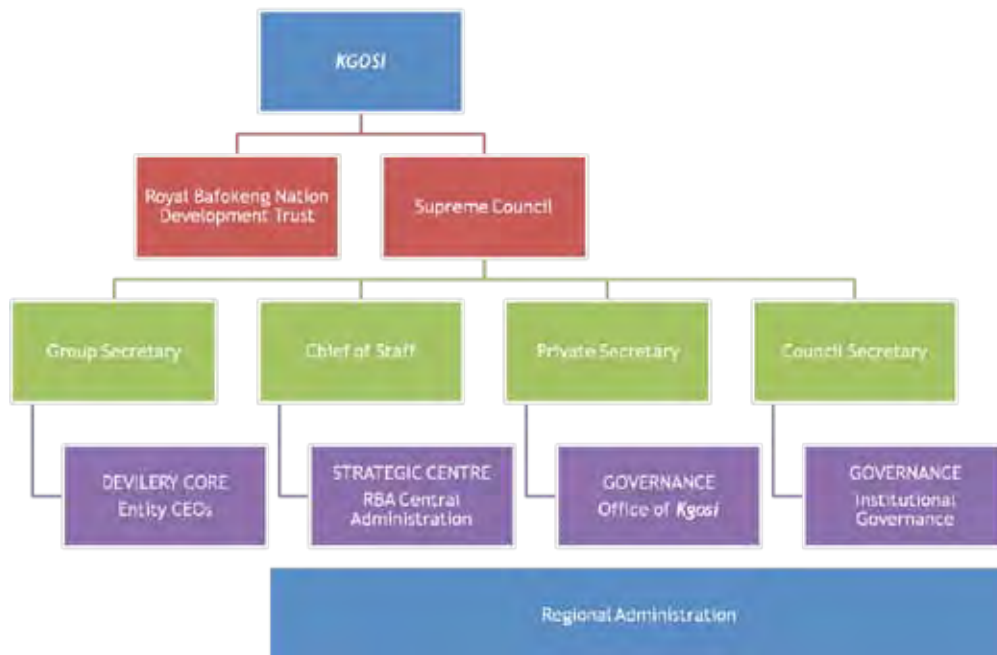 KGOSI
Royal Bafokeng Nation
Development Trust
Supreme Council
Group Secretary
Chief of Staff
Private Secretary
Council Secretary
DEVILERY CORE
Entity CEOs
STRATEGIC CENTRE
RBA Central
Administration
GOVERNANCE
Office of Kgosi
GOVERNANCE
Institutional
Governance
Regional Administration